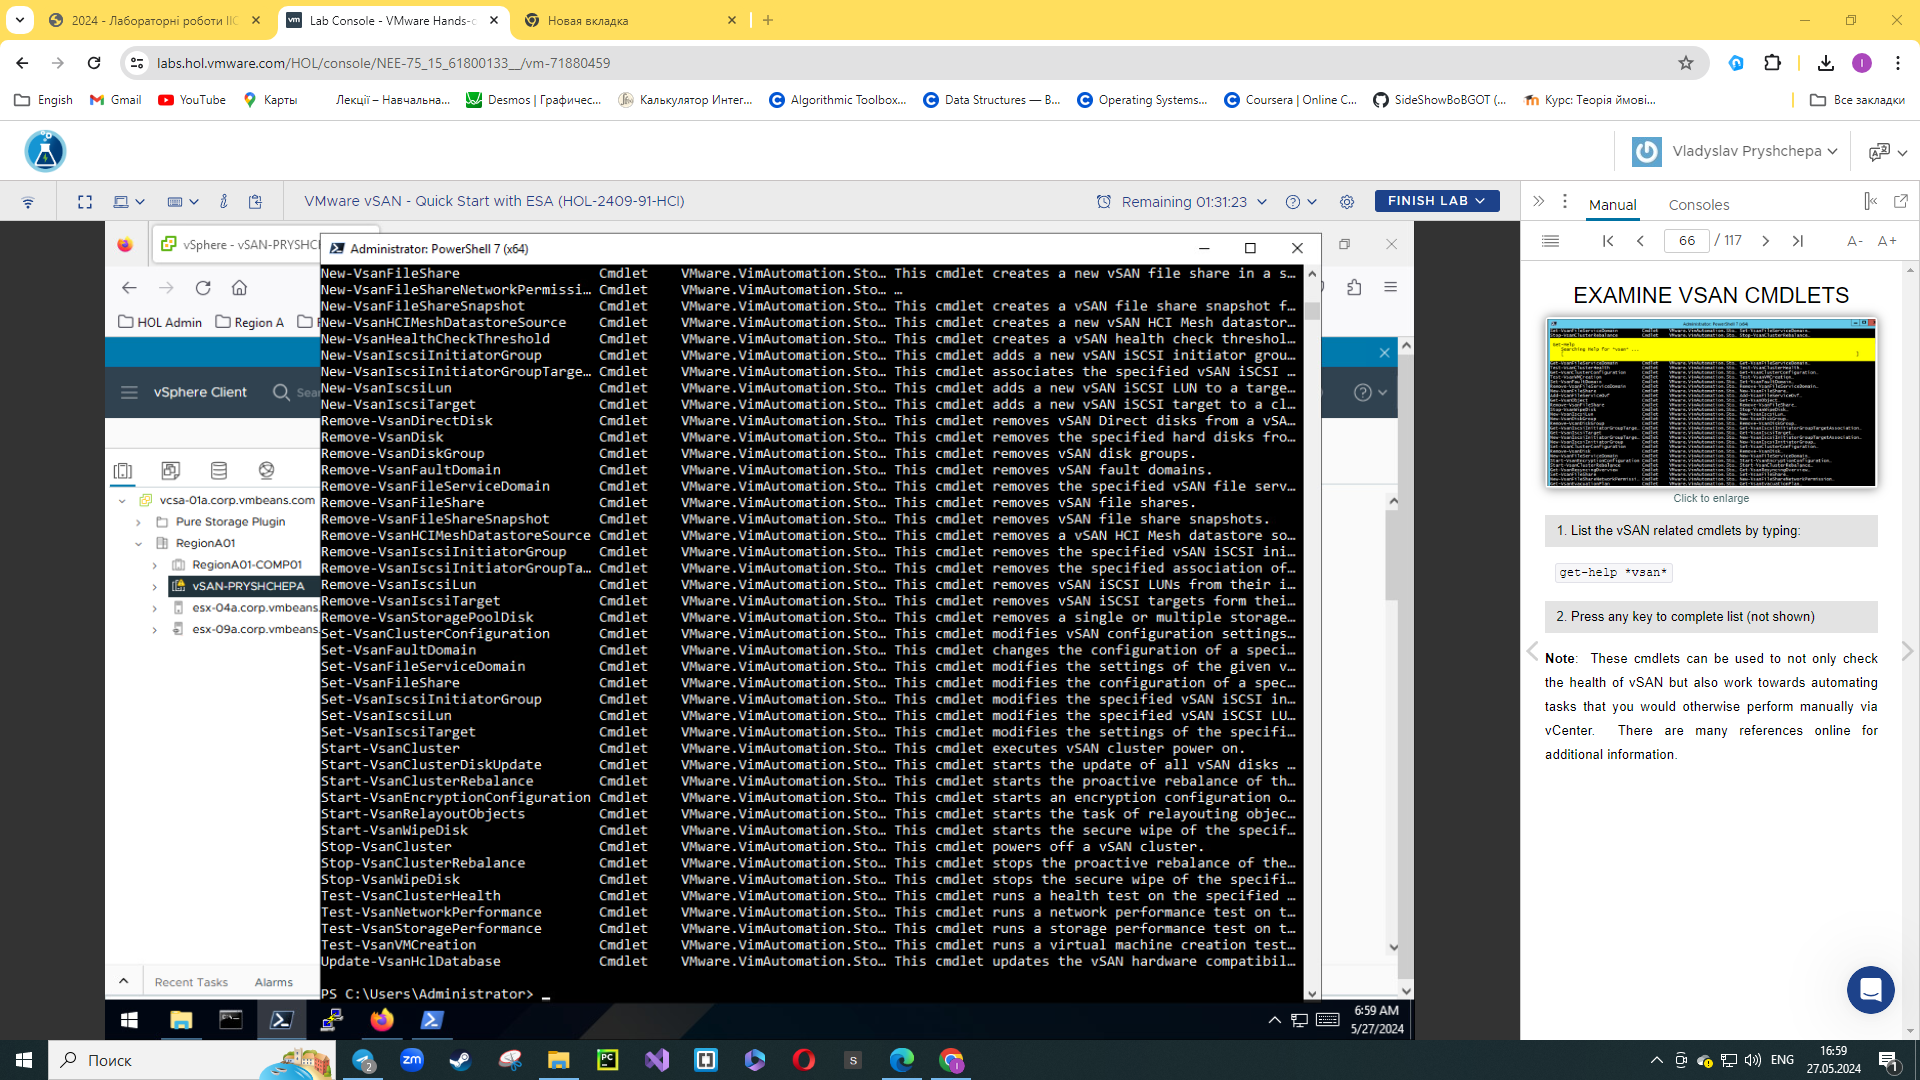 2024 - Лабораторні роботи ІІС
Lab Console - VMware Hands-o
Новая вкладка
labs.hol.vmware.com/HOL/console/NEE-75_15_61800133__/vm-71880459
Engish
Gmail
YouTube
Карты
Лекції – Навчальна...
Desmos | Графичес...
Калькулятор Интег...
Algorithmic Toolbox...
Data Structures — В...
Operating Systems...
Coursera | Online C...
SideShowBoBGOT (...
Курс: Теорія ймові...
Все закладки
Vladyslav Pryshchepa
VMware vSAN - Quick Start with ESA (HOL-2409-91-HCI)
Remaining 01:31:23
FINISH LAB
Manual
Consoles
66 / 117
A- A+
vSphere - vSAN-PRYSHCH
HOL Admin
Region A
vSphere Client
Sea
vcsa-01a.corp.vmbeans.com
Pure Storage Plugin
RegionA01
RegionA01-COMP01
vSAN-PRYSHCHEPA
esx-04a.corp.vmbeans.
esx-09a.corp.vmbeans.
Recent Tasks
Alarms
Administrator: PowerShell 7 (x64)
New-VsanFileShare Cmdlet VMware.VimAutomation.Sto… This cmdlet creates a new vSAN file share in a s…
New-VsanFileShareNetworkPermissi… Cmdlet VMware.VimAutomation.Sto… …
New-VsanFileShareSnapshot Cmdlet VMware.VimAutomation.Sto… This cmdlet creates a vSAN file share snapshot f…
New-VsanHCIMeshDatastoreSource Cmdlet VMware.VimAutomation.Sto… This cmdlet creates a new vSAN HCI Mesh datastor…
New-VsanHealthCheckThreshold Cmdlet VMware.VimAutomation.Sto… This cmdlet creates a vSAN health check threshol…
New-VsanIscsiInitiatorGroup Cmdlet VMware.VimAutomation.Sto… This cmdlet adds a new vSAN iSCSI initiator grou…
New-VsanIscsiInitiatorGroupTarge… Cmdlet VMware.VimAutomation.Sto… This cmdlet associates the specified vSAN iSCSI …
New-VsanIscsiLun Cmdlet VMware.VimAutomation.Sto… This cmdlet adds a new vSAN iSCSI LUN to a targe…
New-VsanIscsiTarget Cmdlet VMware.VimAutomation.Sto… This cmdlet adds a new vSAN iSCSI target to a cl…
Remove-VsanDirectDisk Cmdlet VMware.VimAutomation.Sto… This cmdlet removes vSAN Direct disks from a vSA…
Remove-VsanDisk Cmdlet VMware.VimAutomation.Sto… This cmdlet removes the specified hard disks fro…
Remove-VsanDiskGroup Cmdlet VMware.VimAutomation.Sto… This cmdlet removes vSAN disk groups.
Remove-VsanFaultDomain Cmdlet VMware.VimAutomation.Sto… This cmdlet removes vSAN fault domains.
Remove-VsanFileServiceDomain Cmdlet VMware.VimAutomation.Sto… This cmdlet removes the specified vSAN file serv…
Remove-VsanFileShare Cmdlet VMware.VimAutomation.Sto… This cmdlet removes vSAN file shares.
Remove-VsanFileShareSnapshot Cmdlet VMware.VimAutomation.Sto… This cmdlet removes vSAN file share snapshots.
Remove-VsanHCIMeshDatastoreSource Cmdlet VMware.VimAutomation.Sto… This cmdlet removes a vSAN HCI Mesh datastore so…
Remove-VsanIscsiInitiatorGroup Cmdlet VMware.VimAutomation.Sto… This cmdlet removes the specified vSAN iSCSI ini…
Remove-VsanIscsiInitiatorGroupTa… Cmdlet VMware.VimAutomation.Sto… This cmdlet removes the specified association of…
Remove-VsanIscsiLun Cmdlet VMware.VimAutomation.Sto… This cmdlet removes vSAN iSCSI LUNs from their i…
Remove-VsanIscsiTarget Cmdlet VMware.VimAutomation.Sto… This cmdlet removes vSAN iSCSI targets form thei…
Remove-VsanStoragePoolDisk Cmdlet VMware.VimAutomation.Sto… This cmdlet removes a single or multiple storage…
Set-VsanClusterConfiguration Cmdlet VMware.VimAutomation.Sto… This cmdlet modifies vSAN configuration settings…
Set-VsanFaultDomain Cmdlet VMware.VimAutomation.Sto… This cmdlet changes the configuration of a speci…
Set-VsanFileServiceDomain Cmdlet VMware.VimAutomation.Sto… This cmdlet modifies the settings of the given v…
Set-VsanFileShare Cmdlet VMware.VimAutomation.Sto… This cmdlet modifies the configuration of a spec…
Set-VsanIscsiInitiatorGroup Cmdlet VMware.VimAutomation.Sto… This cmdlet modifies the specified vSAN iSCSI in…
Set-VsanIscsiLun Cmdlet VMware.VimAutomation.Sto… This cmdlet modifies the specified vSAN iSCSI LU…
Set-VsanIscsiTarget Cmdlet VMware.VimAutomation.Sto… This cmdlet modifies the settings of the specifi…
Start-VsanCluster Cmdlet VMware.VimAutomation.Sto… This cmdlet executes vSAN cluster power on.
Start-VsanClusterDiskUpdate Cmdlet VMware.VimAutomation.Sto… This cmdlet starts the update of all vSAN disks …
Start-VsanClusterRebalance Cmdlet VMware.VimAutomation.Sto… This cmdlet starts the proactive rebalance of th…
Start-VsanEncryptionConfiguration Cmdlet VMware.VimAutomation.Sto… This cmdlet starts an encryption configuration o…
Start-VsanRelayoutObjects Cmdlet VMware.VimAutomation.Sto… This cmdlet starts the task of relayouting objec…
Start-VsanWipeDisk Cmdlet VMware.VimAutomation.Sto… This cmdlet starts the secure wipe of the specif…
Stop-VsanCluster Cmdlet VMware.VimAutomation.Sto… This cmdlet powers off a vSAN cluster.
Stop-VsanClusterRebalance Cmdlet VMware.VimAutomation.Sto… This cmdlet stops the proactive rebalance of the…
Stop-VsanWipeDisk Cmdlet VMware.VimAutomation.Sto… This cmdlet stops the secure wipe of the specifi…
Test-VsanClusterHealth Cmdlet VMware.VimAutomation.Sto… This cmdlet runs a health test on the specified …
Test-VsanNetworkPerformance Cmdlet VMware.VimAutomation.Sto… This cmdlet runs a network performance test on t…
Test-VsanStoragePerformance Cmdlet VMware.VimAutomation.Sto… This cmdlet runs a storage performance test on t…
Test-VsanVMCreation Cmdlet VMware.VimAutomation.Sto… This cmdlet runs a virtual machine creation test…
Update-VsanHclDatabase Cmdlet VMware.VimAutomation.Sto… This cmdlet updates the vSAN hardware compatibil…
PS C:\Users\Administrator> _
6:59 AM
5/27/2024
EXAMINE VSAN CMDLETS
Click to enlarge
1. List the vSAN related cmdlets by typing:
get-help *vsan*
2. Press any key to complete list (not shown)
Note: These cmdlets can be used to not only check
the health of vSAN but also work towards automating
tasks that you would otherwise perform manually via
vCenter. There are many references online for
additional information.
Поиск
ENG
16:59
27.05.2024